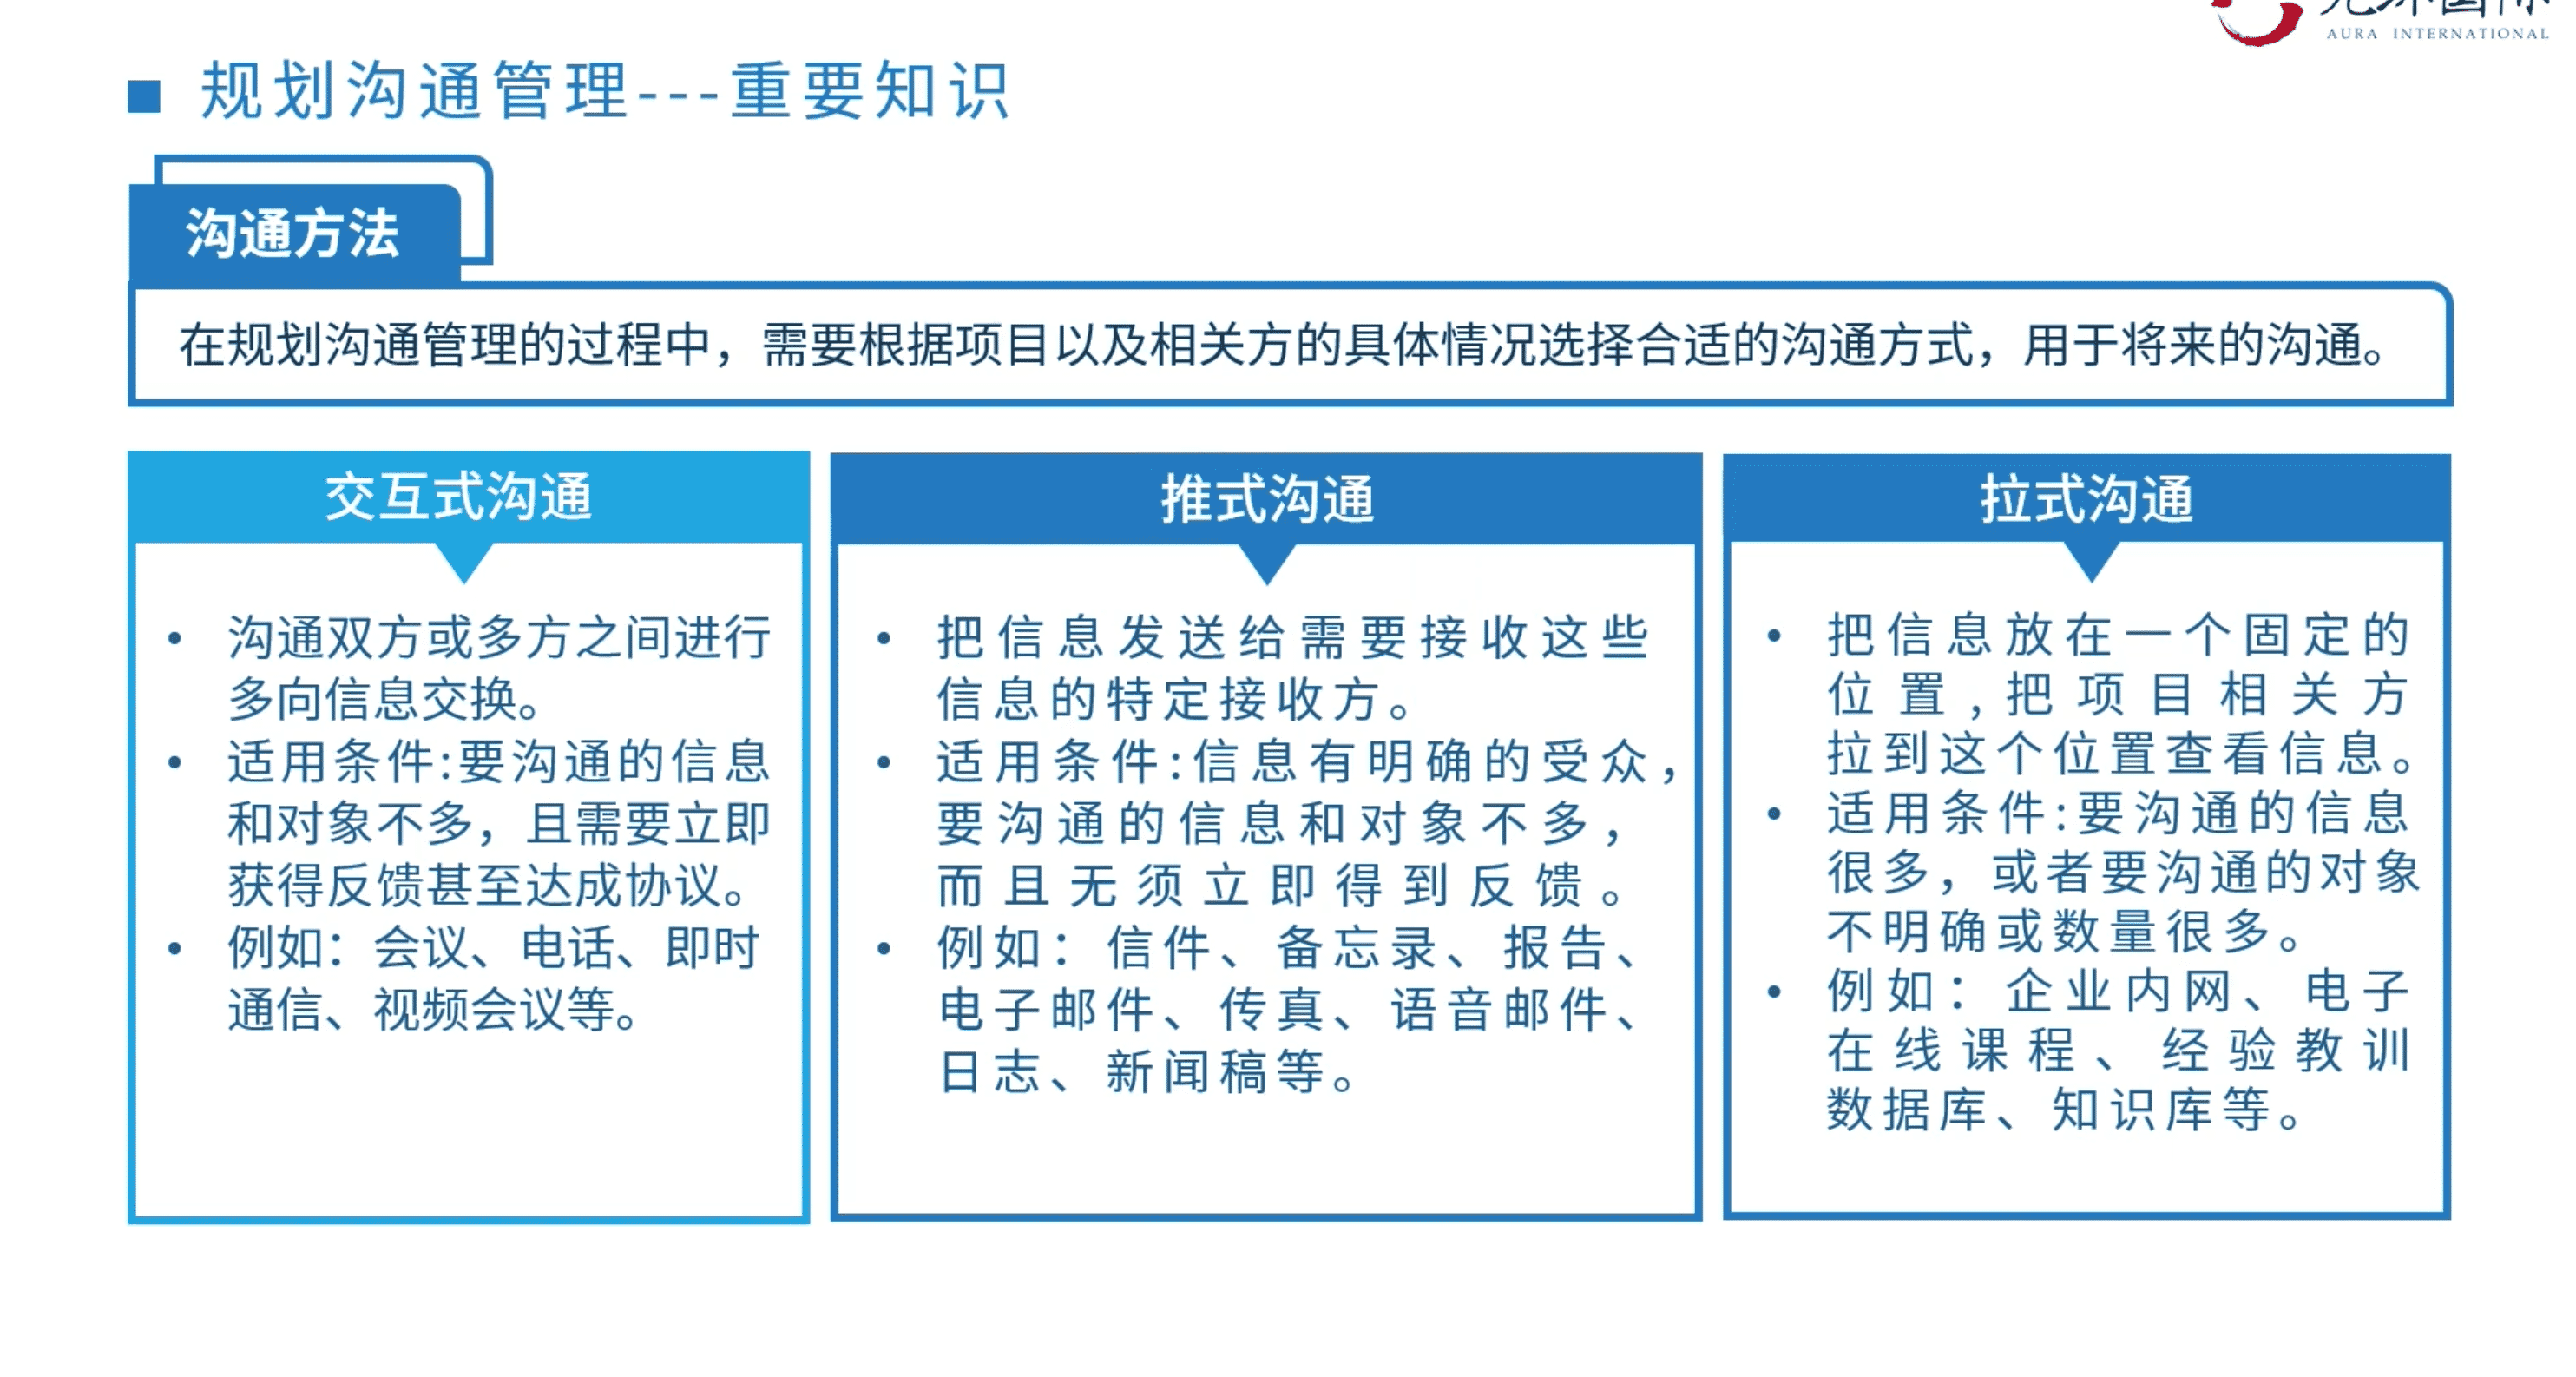 AURA INTERNATIONAL
规划沟通管理---重要知识
沟通方法
在规划沟通管理的过程中，需要根据项目以及相关方的具体情况选择合适的沟通方式，用于将来的沟通。
交互式沟通
• 沟通双方或多方之间进行
多向信息交换。
• 适用条件:要沟通的信息
和对象不多，且需要立即
获得反馈甚至达成协议。
• 例如：会议、电话、即时
通信、视频会议等。
推式沟通
• 把信息发送给需要接收这些
信息的特定接收方。
• 适用条件:信息有明确的受众，
要沟通的信息和对象不多，
而且无须立即得到反馈。
• 例如：信件、备忘录、报告、
电子邮件、传真、语音邮件、
日志、新闻稿等。
拉式沟通
• 把信息放在一个固定的
位置,把项目相关方
拉到这个位置查看信息。
• 适用条件:要沟通的信息
很多，或者要沟通的对象
不明确或数量很多。
• 例如：企业内网、电子
在线课程、经验教训
数据库、知识库等。